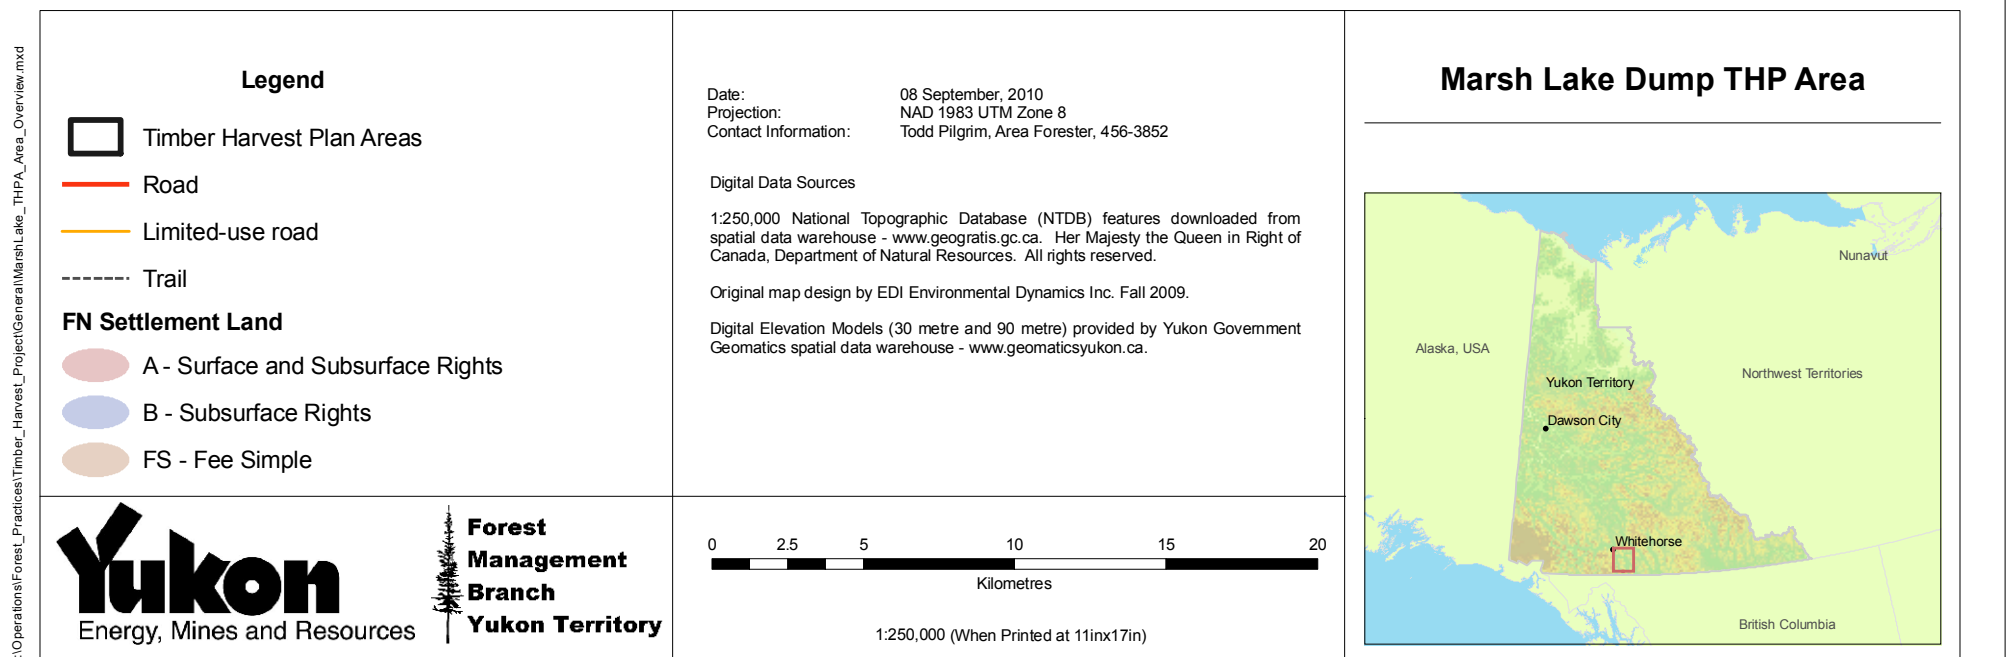 :\Operations\Forest_Practices\Timber_Harvest_Project\General\MarshLake_THPA_Area_Overview.mxd
Legend
Timber Harvest Plan Areas
Road
Limited-use road
Trail
FN Settlement Land
A - Surface and Subsurface Rights
B - Subsurface Rights
FS - Fee Simple
Yukon
Energy, Mines and Resources
Forest
Management
Branch
Yukon Territory
Date: 08 September, 2010
Projection: NAD 1983 UTM Zone 8
Contact Information: Todd Pilgrim, Area Forester, 456-3852
Digital Data Sources
1:250,000 National Topographic Database (NTDB) features downloaded from
spatial data warehouse - www.geogratis.gc.ca. Her Majesty the Queen in Right of
Canada, Department of Natural Resources. All rights reserved.
Original map design by EDI Environmental Dynamics Inc. Fall 2009.
Digital Elevation Models (30 metre and 90 metre) provided by Yukon Government
Geomatics spatial data warehouse - www.geomaticsyukon.ca.
0 2.5 5 10 15 20
Kilometres
1:250,000 (When Printed at 11inx17in)
Marsh Lake Dump THP Area
Nunavut
Alaska, USA
Northwest Territories
Yukon Territory
Dawson City
Whitehorse
British Columbia